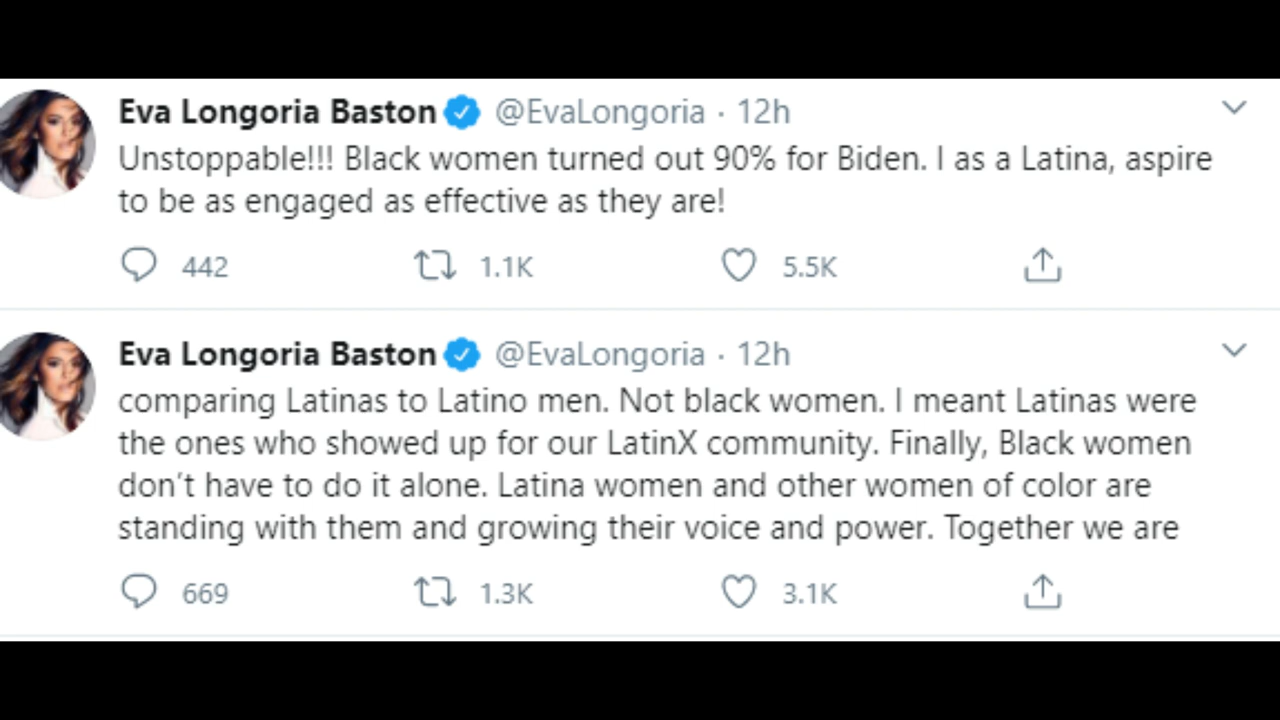 Eva Longoria Baston @EvaLongoria · 12h
Unstoppable!!! Black women turned out 90% for Biden. I as a Latina, aspire
to be as engaged as effective as they are!
442 1.1K 5.5K
Eva Longoria Baston @EvaLongoria · 12h
comparing Latinas to Latino men. Not black women. I meant Latinas were
the ones who showed up for our LatinX community. Finally, Black women
don’t have to do it alone. Latina women and other women of color are
standing with them and growing their voice and power. Together we are
669 1.3K 3.1K